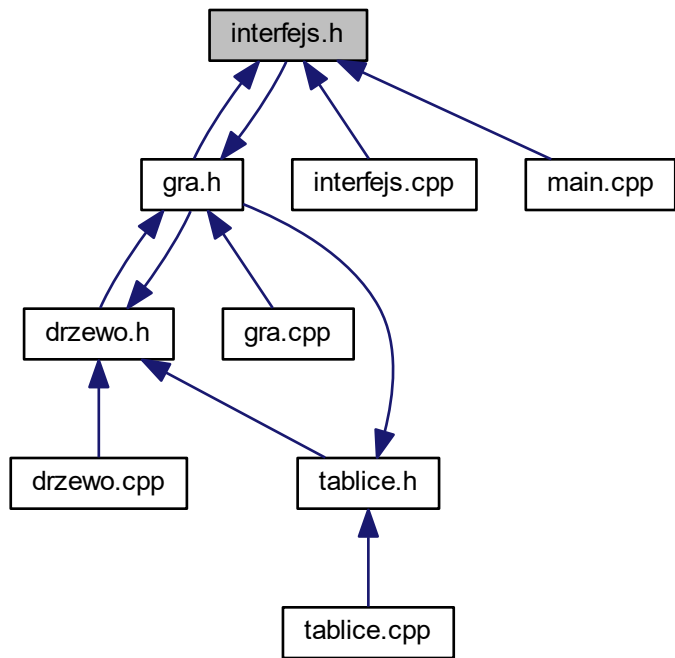 interfejs.h
gra.h
interfejs.cpp
main.cpp
drzewo.h
gra.cpp
drzewo.cpp
tablice.h
tablice.cpp